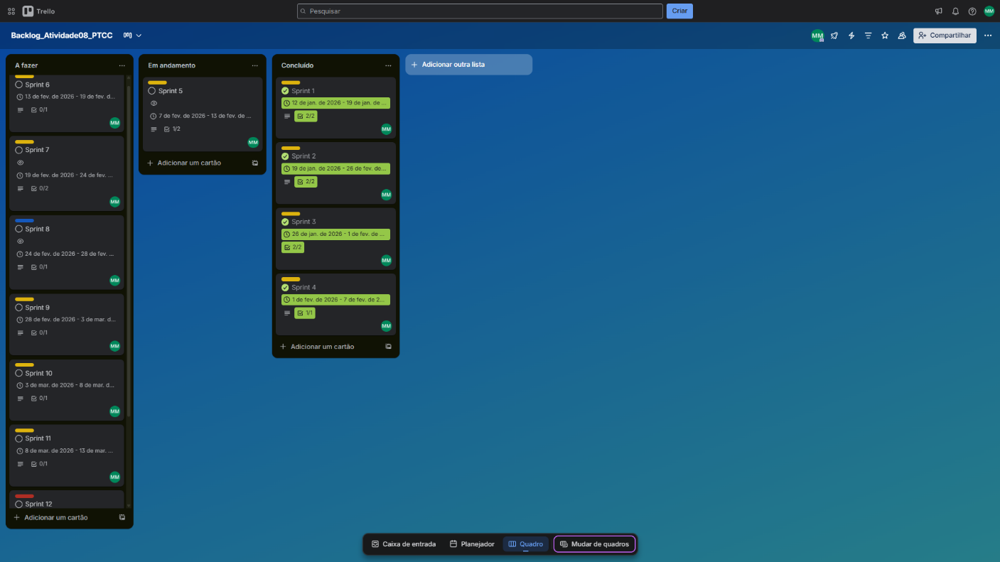 Trello
Pesquisar
Criar
MM
Backlog_Atividade08_PTCC
MM
Compartilhar
A fazer
Sprint 6
13 de fev. de 2026 - 19 de fev. d...
0/1
MM
Sprint 7
19 de fev. de 2026 - 24 de fev. ...
0/2
MM
Sprint 8
24 de fev. de 2026 - 28 de fev. ...
0/1
MM
Sprint 9
28 de fev. de 2026 - 3 de mar. d...
0/1
MM
Sprint 10
3 de mar. de 2026 - 8 de mar. d...
0/1
MM
Sprint 11
8 de mar. de 2026 - 13 de mar. ...
0/1
MM
Sprint 12
Adicionar um cartão
Em andamento
Sprint 5
7 de fev. de 2026 - 13 de fev. de ...
1/2
MM
Adicionar um cartão
Concluído
Sprint 1
12 de jan. de 2026 - 19 de jan. de ...
2/2
MM
Sprint 2
19 de jan. de 2026 - 26 de fev. de...
2/2
MM
Sprint 3
26 de jan. de 2026 - 1 de fev. de ...
2/2
MM
Sprint 4
1 de fev. de 2026 - 7 de fev. de 2...
1/1
MM
Adicionar um cartão
Adicionar outra lista
Caixa de entrada
Planejador
Quadro
Mudar de quadros